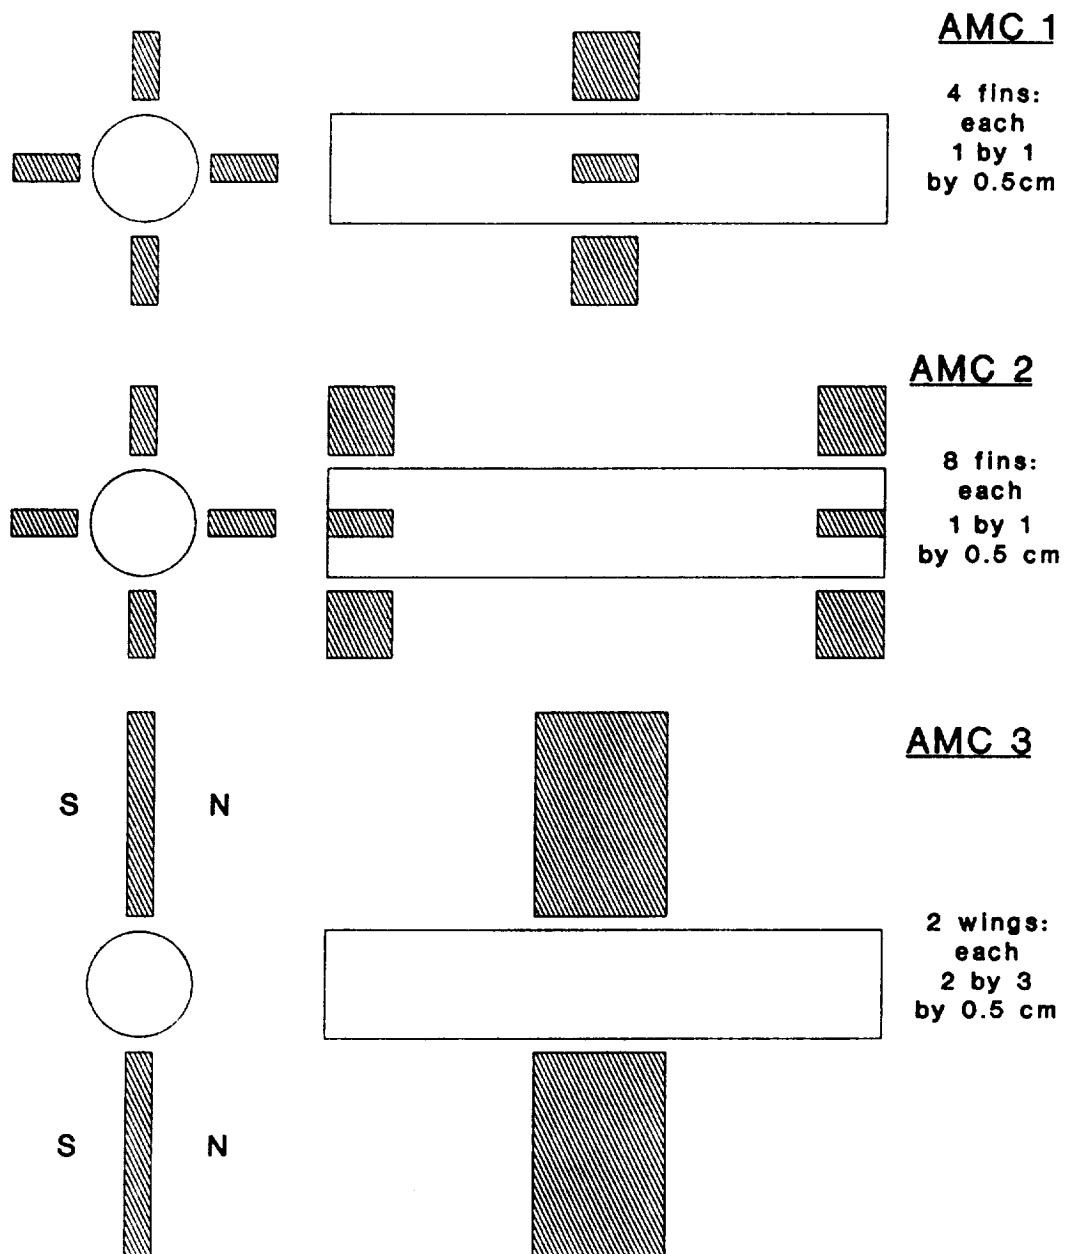 AMC 1
4 fins:
each
1 by 1
by 0.5cm
AMC 2
8 fins:
each
1 by 1
by 0.5 cm
AMC 3
S N
2 wings:
each
2 by 3
by 0.5 cm
S N